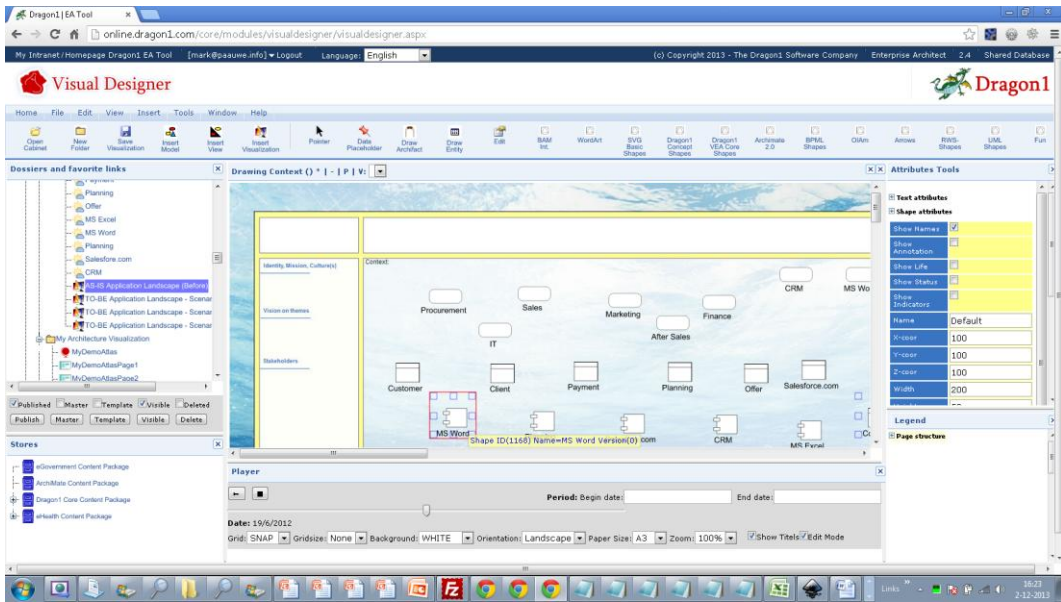 Dragon1 | EA Tool
online.dragon1.com/core/modules/visualdesigner/visualdesigner.aspx
My Intranet/Homepage Dragon1 EA Tool [mark@paauwe.info] Logout Language: English (c) Copyright 2013 - The Dragon1 Software Company Enterprise Architect 2.4 Shared Database
Visual Designer
Dragon1
Home File Edit View Insert Tools Window Help
Open Cabinet
New Folder
Save Visualization
Insert Model
Insert View
Insert Visualization
Pointer
Data Placeholder
Draw Architect
Draw Entity
Edit
BAM Int.
WordArt
SVG Basic Shapes
Dragon1 Concept Shapes
Dragon1 VEA Core Shapes
Archimate 2.0
BPML Shapes
Arrows
RWS-Shapes
UML Shapes
Fun
Dossiers and favorite links
Payment
Planning
Offer
MS Excel
MS Word
Planning
Salesfore.com
CRM
AS-IS Application Landscape (Before)
TO-BE Application Landscape - Scenar
TO-BE Application Landscape - Scenar
TO-BE Application Landscape - Scenar
My Architecture Visualization
MyDemoAtlas
MyDemoAtlasPage1
MyDemoAtlasPage2
Published Master Template Visible Deleted
Publish Master Template Visible Delete
Stores
eGovernment Content Package
ArchiMate Content Package
Dragon1 Core Content Package
eHealth Content Package
Drawing Context () * | - | P | V:
Identity, Mission, Culture(s)
Vision on themes
Stakeholders
Context:
CRM
MS Wo
Procurement
Sales
Marketing
Finance
IT
After Sales
Customer
Client
Payment
Planning
Offer
Salesforce.com
MS Word
Shape ID(1168) Name=MS Word Version(0)
com
CRM
MS Excel
Player
Period: Begin date: End date:
Date: 19/6/2012
Grid: SNAP Gridsize: None Background: WHITE Orientation: Landscape Paper Size: A3 Zoom: 100% Show Titels Edit Mode
Attributes Tools
Text attributes
Shape attributes
Show Names
Show Annotation
Show Life
Show Status
Show Indicators
Name Default
X-coor 100
Y-coor 100
Z-coor 100
Width 200
Legend
Page structure
Links
16:23
2-12-2013